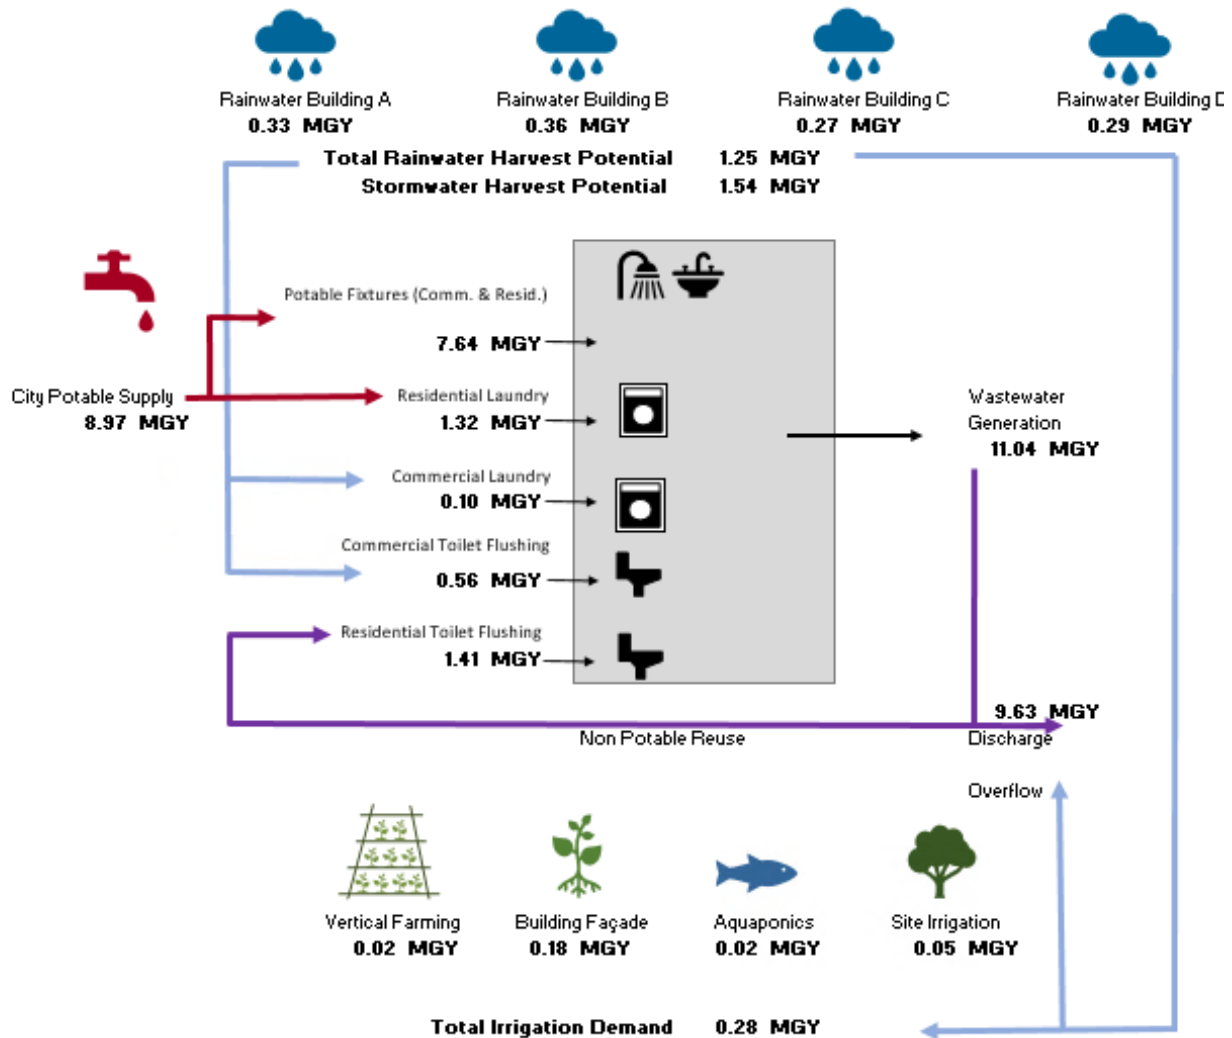 Rainwater Building A
0.33 MGY
Rainwater Building B
0.36 MGY
Rainwater Building C
0.27 MGY
Rainwater Building D
0.29 MGY
Total Rainwater Harvest Potential 1.25 MGY
Stormwater Harvest Potential 1.54 MGY
Potable Fixtures (Comm. & Resid.)
7.64 MGY
City Potable Supply
8.97 MGY
Residential Laundry
1.32 MGY
Commercial Laundry
0.10 MGY
Commercial Toilet Flushing
0.56 MGY
Residential Toilet Flushing
1.41 MGY
Wastewater
Generation
11.04 MGY
9.63 MGY
Non Potable Reuse
Discharge
Overflow
Vertical Farming
0.02 MGY
Building Façade
0.18 MGY
Aquaponics
0.02 MGY
Site Irrigation
0.05 MGY
Total Irrigation Demand 0.28 MGY